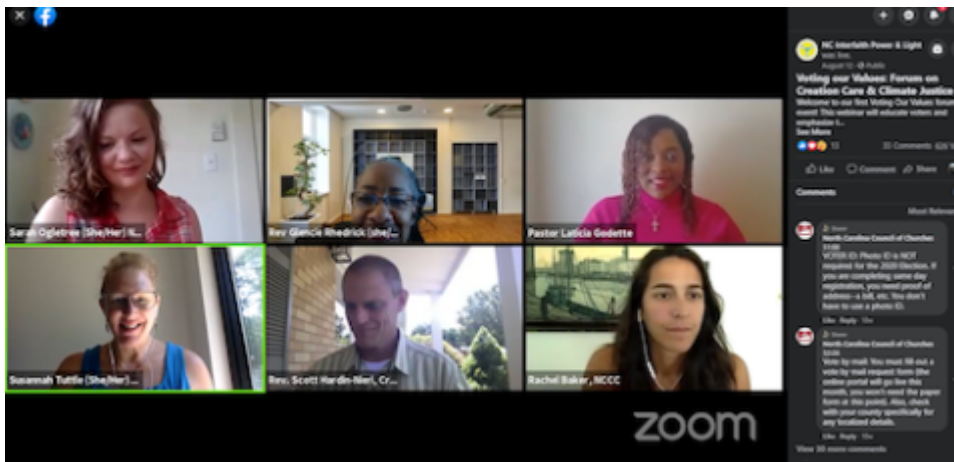 Sarah Ogletree (She/Her) N...
Rev Glencie Rhedrick (she/...
Pastor Laticia Godette
Susannah Tuttle (She/Her) ...
Rev. Scott Hardin-Nieri, Cr...
Rachel Baker, NCCC
zoom
NC Interfaith Power & Light
was live.
Public
Voting our Values: Forum on
Creation Care & Climate Justice
Welcome to our first Voting Our Values forum
event! This webinar will educate voters and
emphasize t...
See More
33 Comments
Like
Comment
Share
Comments
Most Relevant
North Carolina Council of Churches
VOTER ID: Photo ID is NOT
required for the 2020 Election. If
you are completing same day
registration, you need proof of
address--a bill, etc. You don't
have to use a photo ID.
Like · Reply
North Carolina Council of Churches
Vote by mail: You must fill out a
vote by mail request form (the
online portal will go live this
month, you won't need the paper
form at this point). Also, check
with your county specifically for
any localized details.
Like · Reply
View 30 more comments